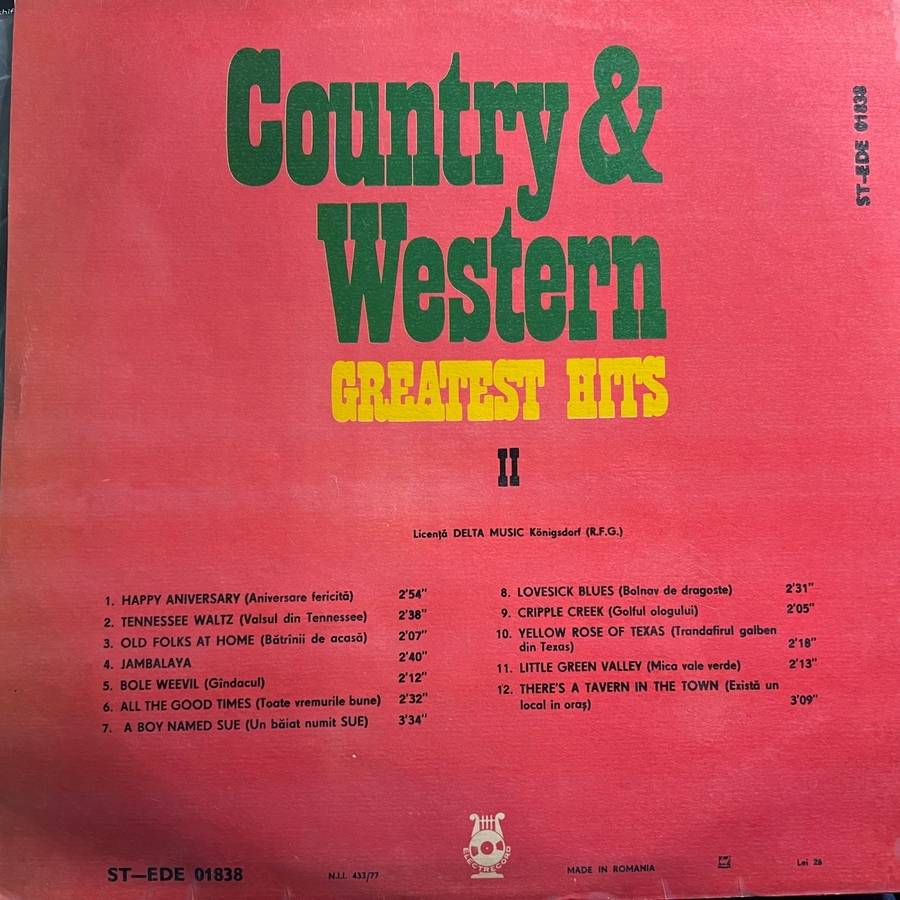 Country &
Western
GREATEST HITS
II
ST-EDE 01838
Licență DELTA MUSIC Königsdorf (R.F.G.)
1. HAPPY ANIVERSARY (Aniversare fericită) 2'54"
2. TENNESSEE WALTZ (Valsul din Tennessee) 2'38"
3. OLD FOLKS AT HOME (Bătrînii de acasă) 2'07"
4. JAMBALAYA 2'40"
5. BOLE WEEVIL (Gîndacul) 2'12"
6. ALL THE GOOD TIMES (Toate vremurile bune) 2'32"
7. A BOY NAMED SUE (Un băiat numit SUE) 3'34"
8. LOVESICK BLUES (Bolnav de dragoste) 2'31"
9. CRIPPLE CREEK (Golful ologului) 2'05"
10. YELLOW ROSE OF TEXAS (Trandafirul galben
din Texas) 2'18"
11. LITTLE GREEN VALLEY (Mica vale verde) 2'13"
12. THERE'S A TAVERN IN THE TOWN (Există un
local in oraș) 3'09"
ST—EDE 01838
N.I.I. 433/77
ELECTRECORD
MADE IN ROMANIA
Lei 26